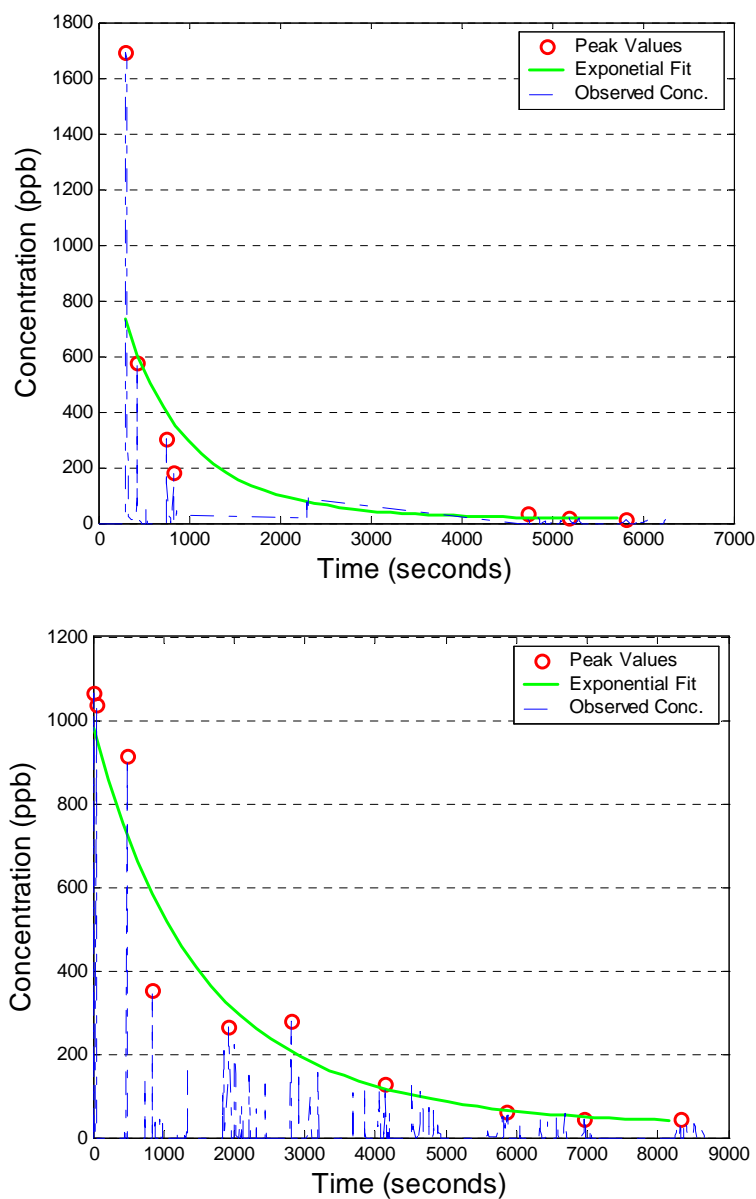 1800
1600
1400
1200
1000
800
600
400
200
0
Concentration (ppb)
Peak Values
Exponetial Fit
Observed Conc.
0 1000 2000 3000 4000 5000 6000 7000
Time (seconds)
1200
1000
800
600
400
200
0
Concentration (ppb)
Peak Values
Exponential Fit
Observed Conc.
0 1000 2000 3000 4000 5000 6000 7000 8000 9000
Time (seconds)